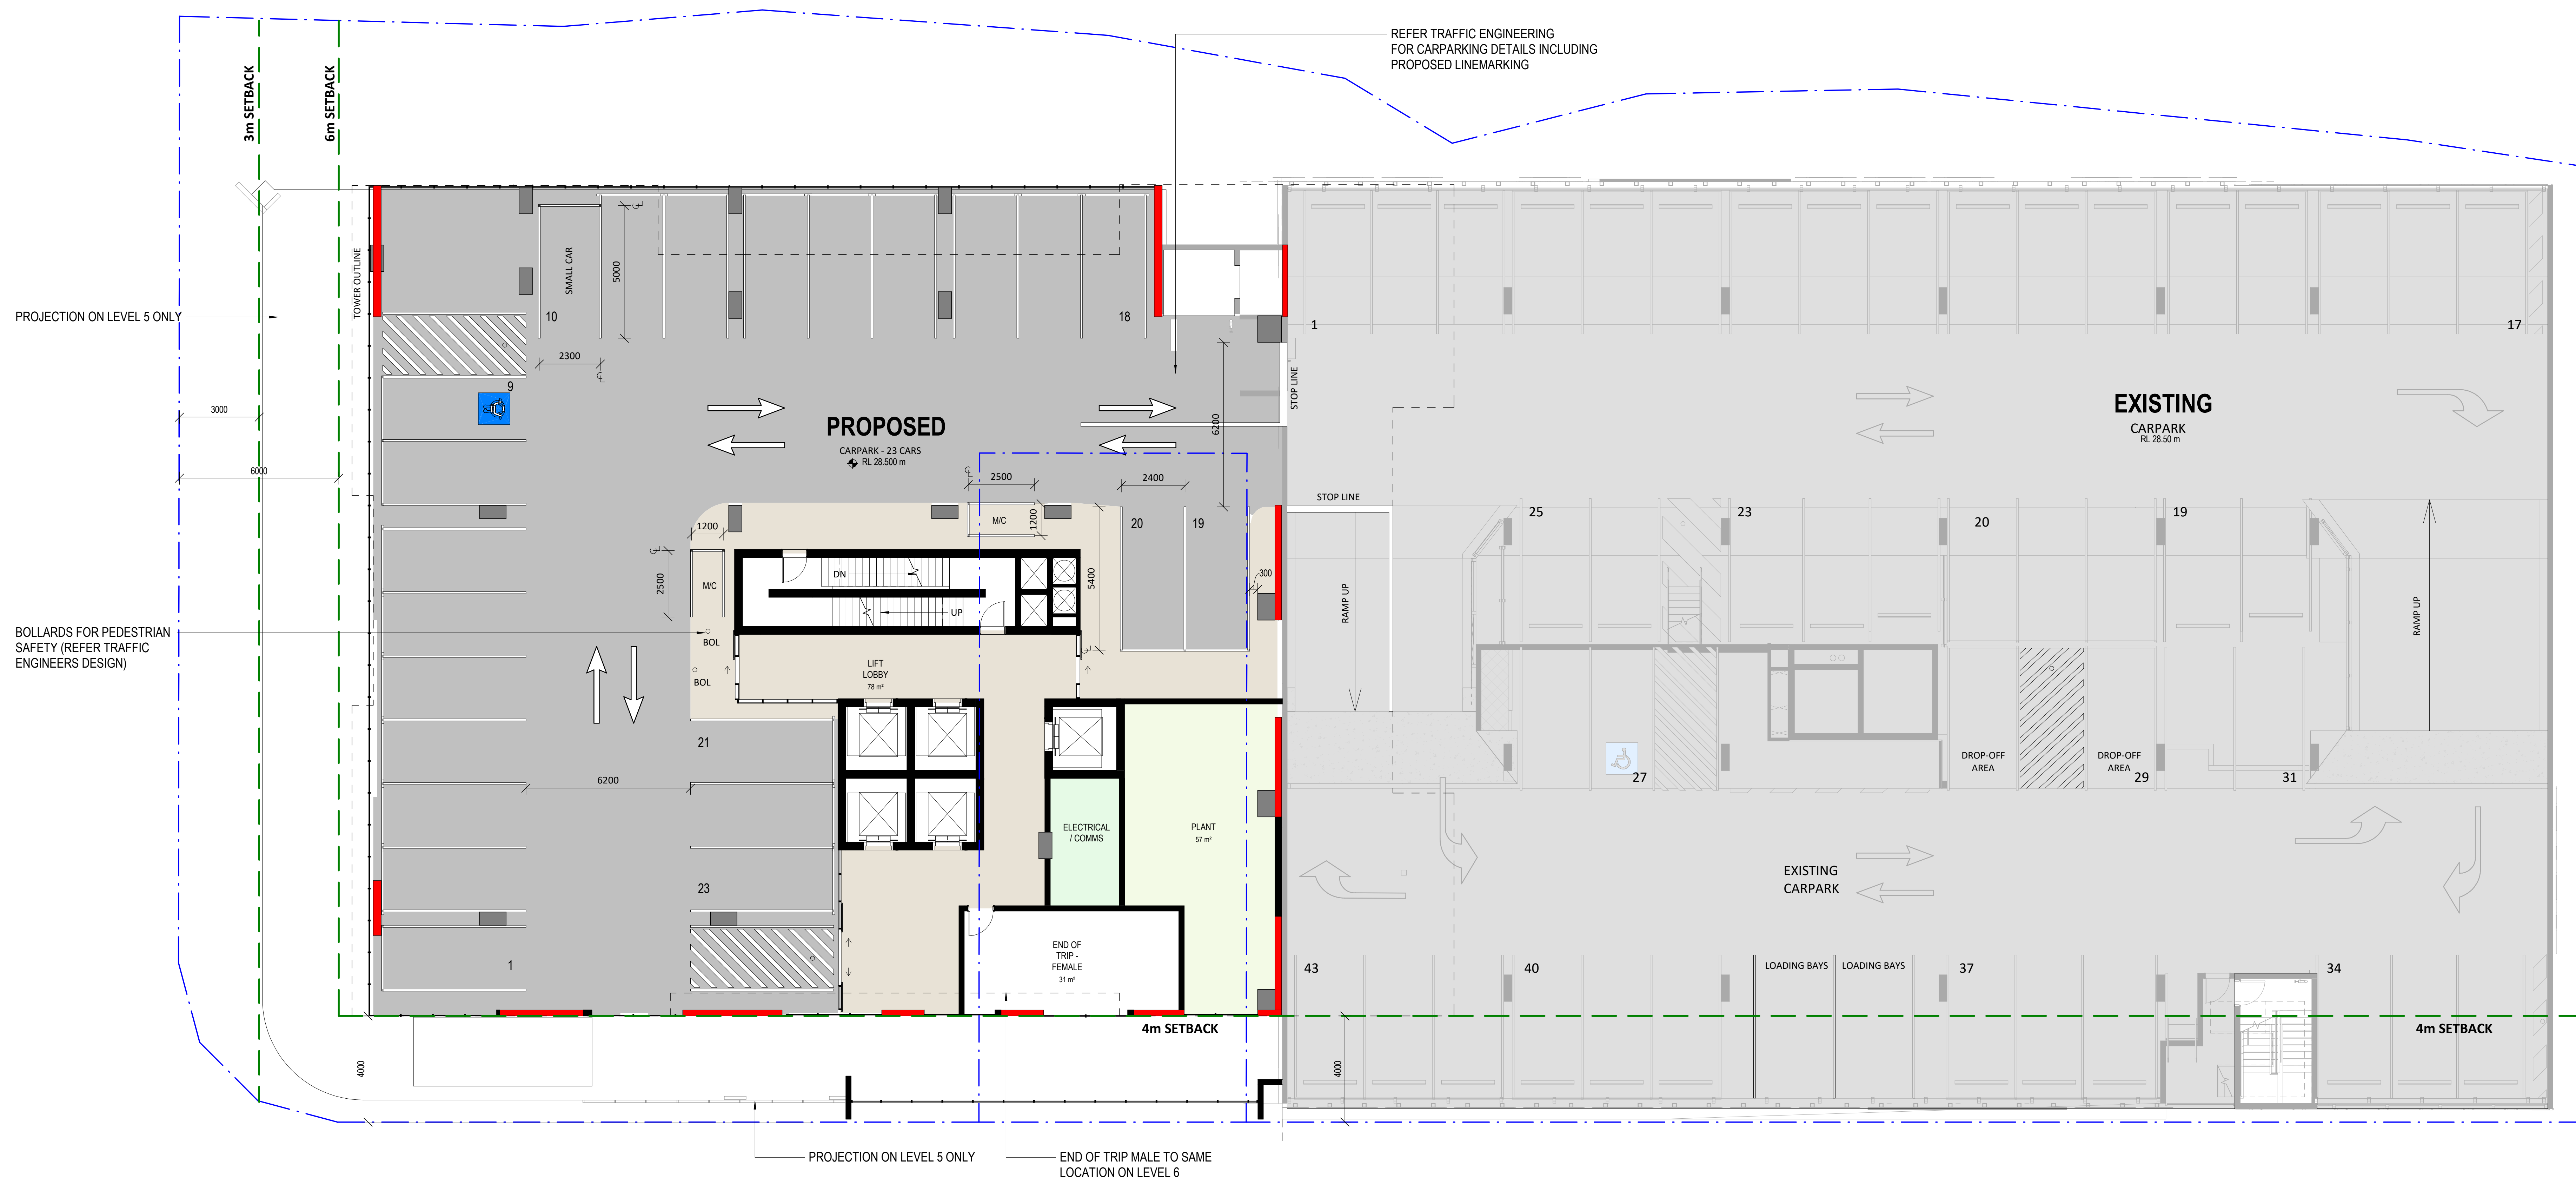 REFER TRAFFIC ENGINEERING
FOR CARPARKING DETAILS INCLUDING
PROPOSED LINEMARKING
3m SETBACK
6m SETBACK
TOWER OUTLINE
PROJECTION ON LEVEL 5 ONLY
SMALL CAR
5000
10
18
2300
9
3000
6000
PROPOSED
CARPARK - 23 CARS
RL 28.500 m
6200
STOP LINE
1
17
EXISTING
CARPARK
RL 28.50 m
2500
2400
M/C
1200
20
19
STOP LINE
25
23
20
19
1200
2500
M/C
DN
UP
5400
300
RAMP UP
RAMP UP
BOLLARDS FOR PEDESTRIAN
SAFETY (REFER TRAFFIC
ENGINEERS DESIGN)
BOL
BOL
LIFT
LOBBY
78 m²
21
6200
23
1
ELECTRICAL
/ COMMS
PLANT
57 m²
END OF
TRIP -
FEMALE
31 m²
27
DROP-OFF
AREA
DROP-OFF
AREA
29
31
EXISTING
CARPARK
43
40
LOADING BAYS
LOADING BAYS
37
34
4m SETBACK
4m SETBACK
4000
4000
PROJECTION ON LEVEL 5 ONLY
END OF TRIP MALE TO SAME
LOCATION ON LEVEL 6